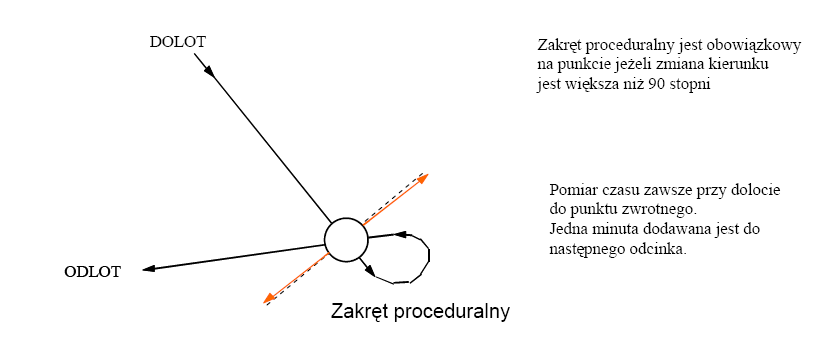 DOLOT
Zakręt proceduralny jest obowiązkowy
na punkcie jeżeli zmiana kierunku
jest większa niż 90 stopni
Pomiar czasu zawsze przy dolocie
do punktu zwrotnego.
Jedna minuta dodawana jest do
następnego odcinka.
ODLOT
Zakręt proceduralny